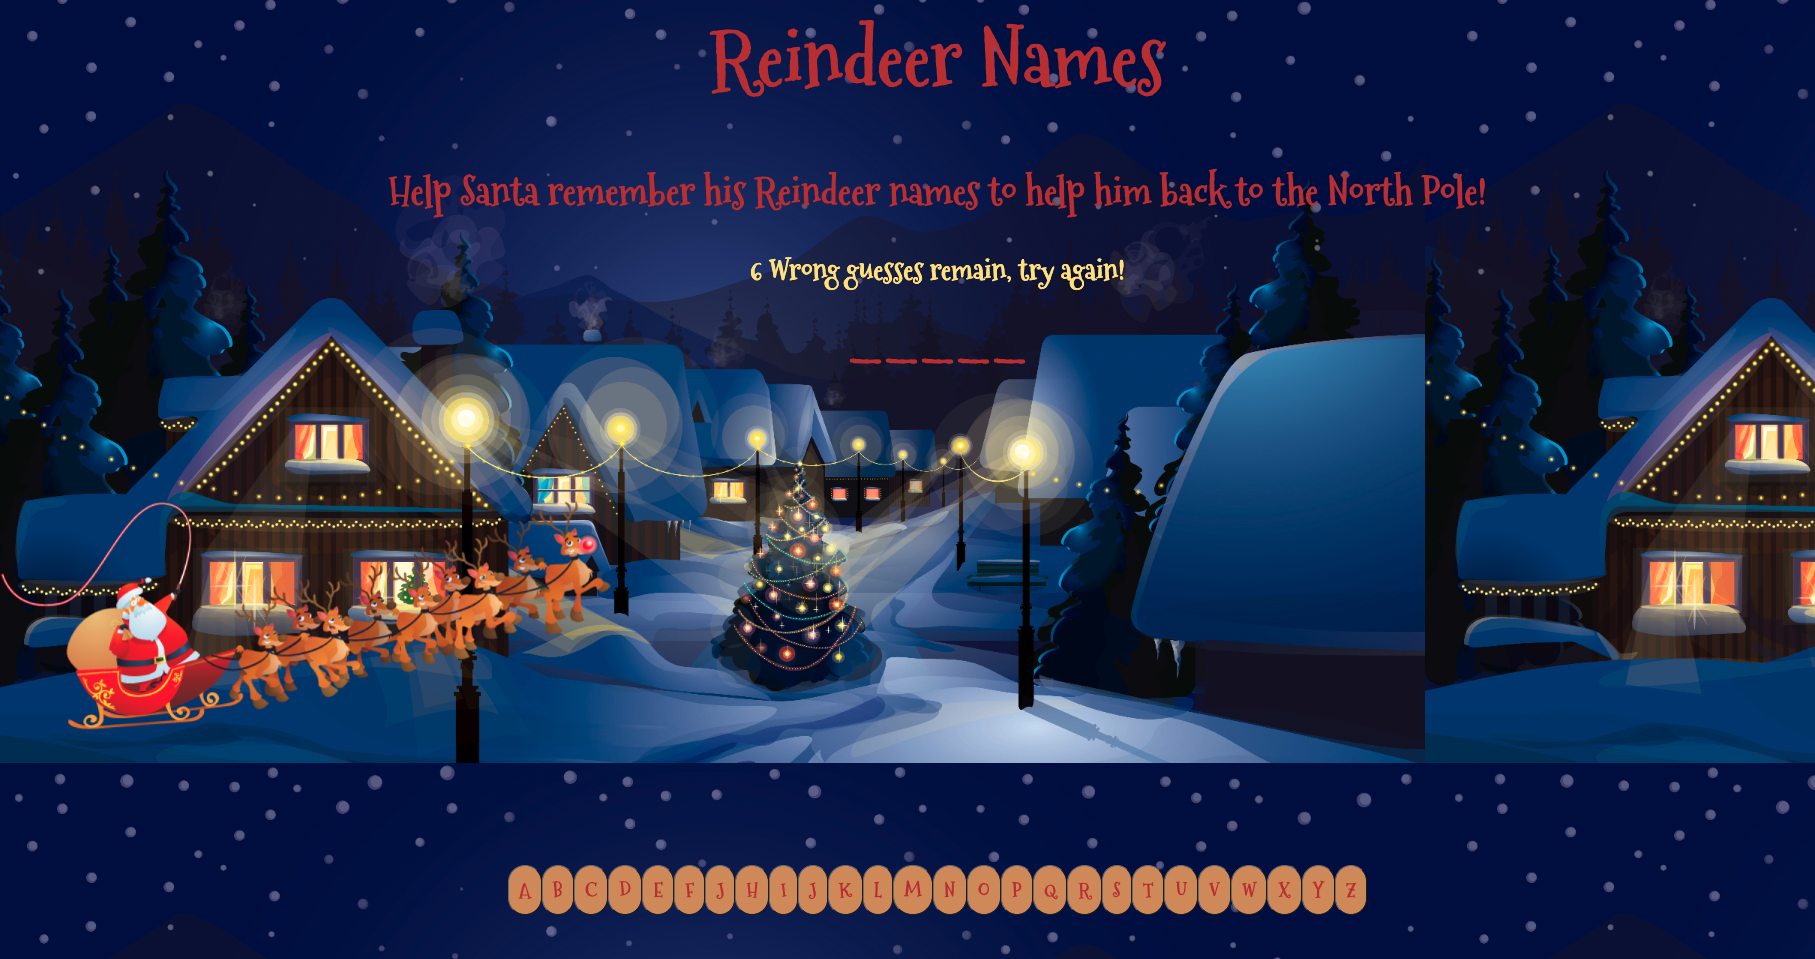 Reindeer Names
Help Santa remember his Reindeer names to help him back to the North Pole!
6 Wrong guesses remain, try again!
_ _ _ _ _
A B C D E F J H I J K L M N O P Q R S T U V W X Y Z